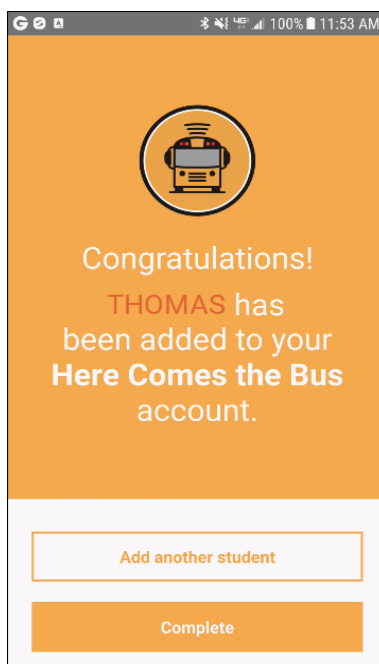 G 4G 100% 11:53 AM
Congratulations!
THOMAS has
been added to your
Here Comes the Bus
account.
Add another student
Complete